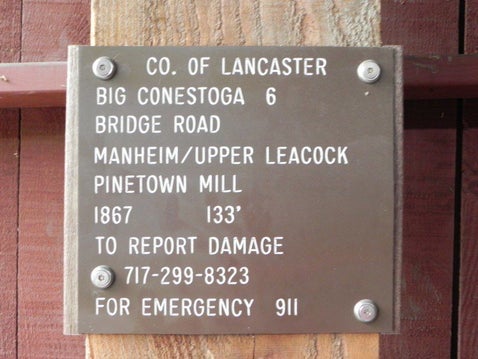 CO. OF LANCASTER
BIG CONESTOGA 6
BRIDGE ROAD
MANHEIM/UPPER LEACOCK
PINETOWN MILL
1867 133'
TO REPORT DAMAGE
717-299-8323
FOR EMERGENCY 911